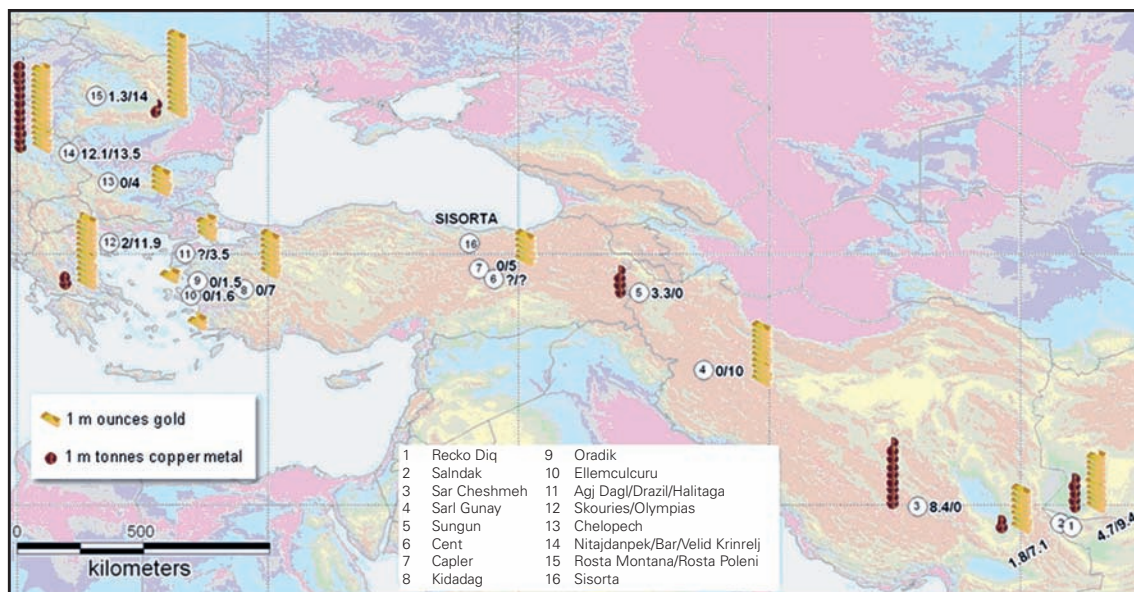 15 1.3/14
14 12.1/13.5
13 0/4
SISORTA
16
12 2/11.9
11 ?/3.5
7 0/5
6 ?/?
9 0/1.5
10 0/1.6
8 0/7
5 3.3/0
4 0/10
3 8.4/0
1.8/7.1
2
1
4.7/9.4
1 m ounces gold
1 m tonnes copper metal
0 500
kilometers
1 Recko Diq
2 Salndak
3 Sar Cheshmeh
4 Sarl Gunay
5 Sungun
6 Cent
7 Capler
8 Kidadag
9 Oradik
10 Ellemculcuru
11 Agj Dagl/Drazil/Halitaga
12 Skouries/Olympias
13 Chelopech
14 Nitajdanpek/Bar/Velid Krinrelj
15 Rosta Montana/Rosta Poleni
16 Sisorta